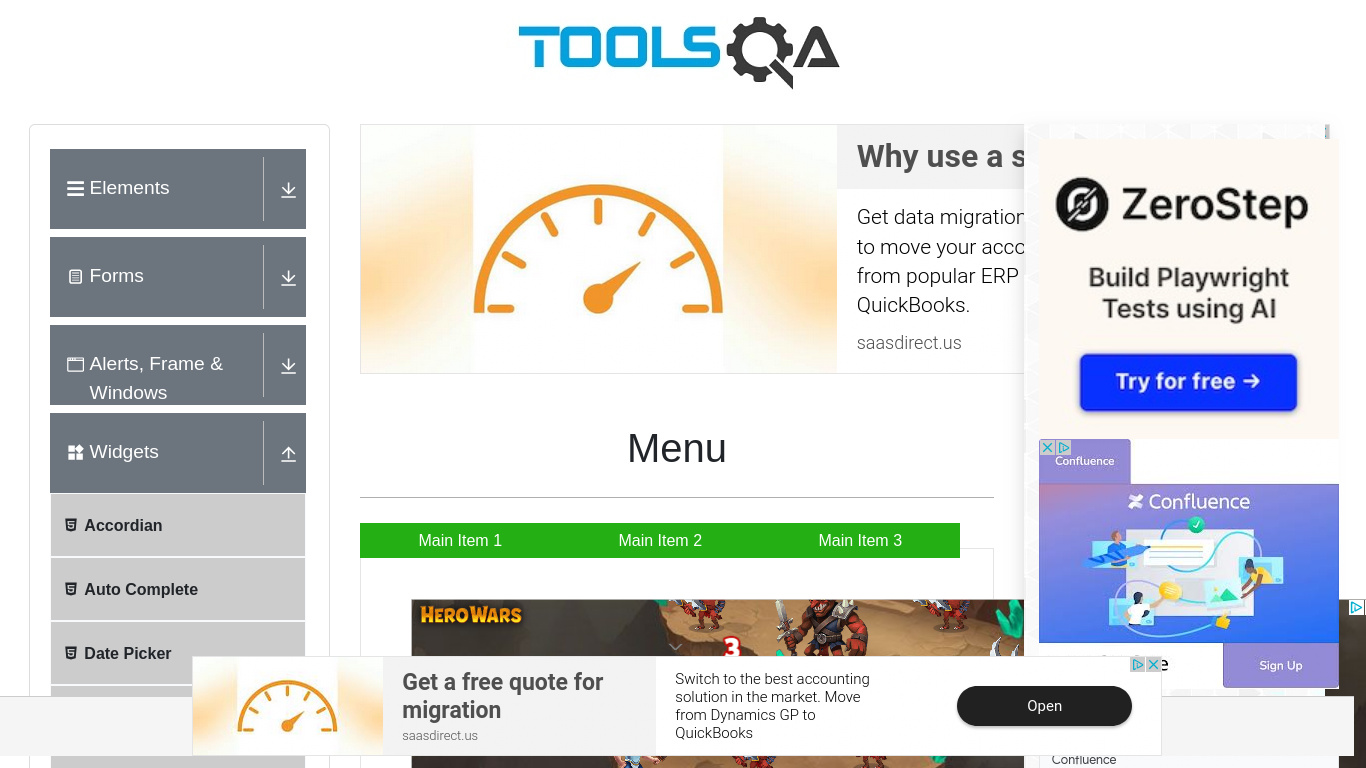 TOOLSQA
Elements
Forms
Alerts, Frame &
Windows
Widgets
Accordian
Auto Complete
Date Picker
Why use a s
Get data migration
to move your acco
from popular ERP
QuickBooks.
saasdirect.us
Menu
Main Item 1
Main Item 2
Main Item 3
HERO WARS
3
ZeroStep
Build Playwright
Tests using AI
Try for free →
Confluence
Confluence
Sign Up
Confluence
Get a free quote for
migration
saasdirect.us
Switch to the best accounting
solution in the market. Move
from Dynamics GP to
QuickBooks
Open